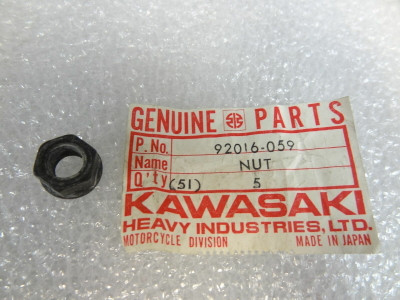 GENUINE PARTS
P.No. 92016-059
Name NUT
Q'ty (51) 5
KAWASAKI
HEAVY INDUSTRIES, LTD.
MOTORCYCLE DIVISION MADE IN JAPAN